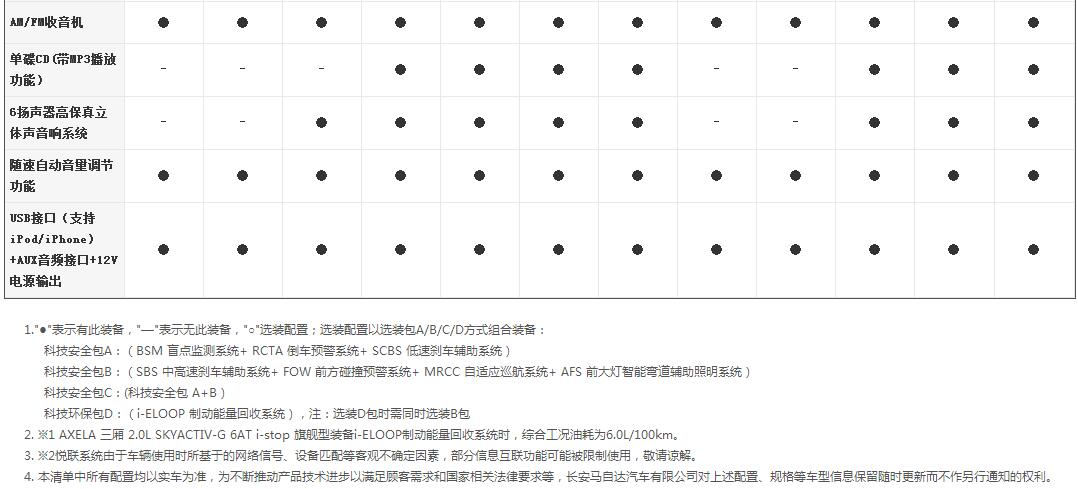 AM/FM收音机 ● ● ● ● ● ● ● ● ● ● ● ●
单碟CD(带MP3播放
功能) - - - ● ● ● ● - - ● ● ●
6扬声器高保真立
体声音响系统 - - ● ● ● ● ● - - ● ● ●
随速自动音量调节
功能 ● ● ● ● ● ● ● ● ● ● ● ●
USB接口（支持
iPod/iPhone）
+AUX音频接口+12V
电源输出 ● ● ● ● ● ● ● ● ● ● ● ●
1."●"表示有此装备，"—"表示无此装备，"○"选装配置；选装配置以选装包A/B/C/D方式组合装备：
科技安全包A：（BSM 盲点监测系统+ RCTA 倒车预警系统+ SCBS 低速刹车辅助系统）
科技安全包B：（SBS 中高速刹车辅助系统+ FOW 前方碰撞预警系统+ MRCC 自适应巡航系统+ AFS 前大灯智能弯道辅助照明系统）
科技安全包C：(科技安全包 A+B）
科技环保包D：（i-ELOOP 制动能量回收系统），注：选装D包时需同时选装B包
2. ※1 AXELA 三厢 2.0L SKYACTIV-G 6AT i-stop 旗舰型装备i-ELOOP制动能量回收系统时，综合工况油耗为6.0L/100km。
3. ※2悦联系统由于车辆使用时所基于的网络信号、设备匹配等客观不确定因素，部分信息互联功能可能被限制使用，敬请谅解。
4. 本清单中所有配置均以实车为准，为不断推动产品技术进步以满足顾客需求和国家相关法律要求等，长安马自达汽车有限公司对上述配置、规格等车型信息保留随时更新而不作另行通知的权利。